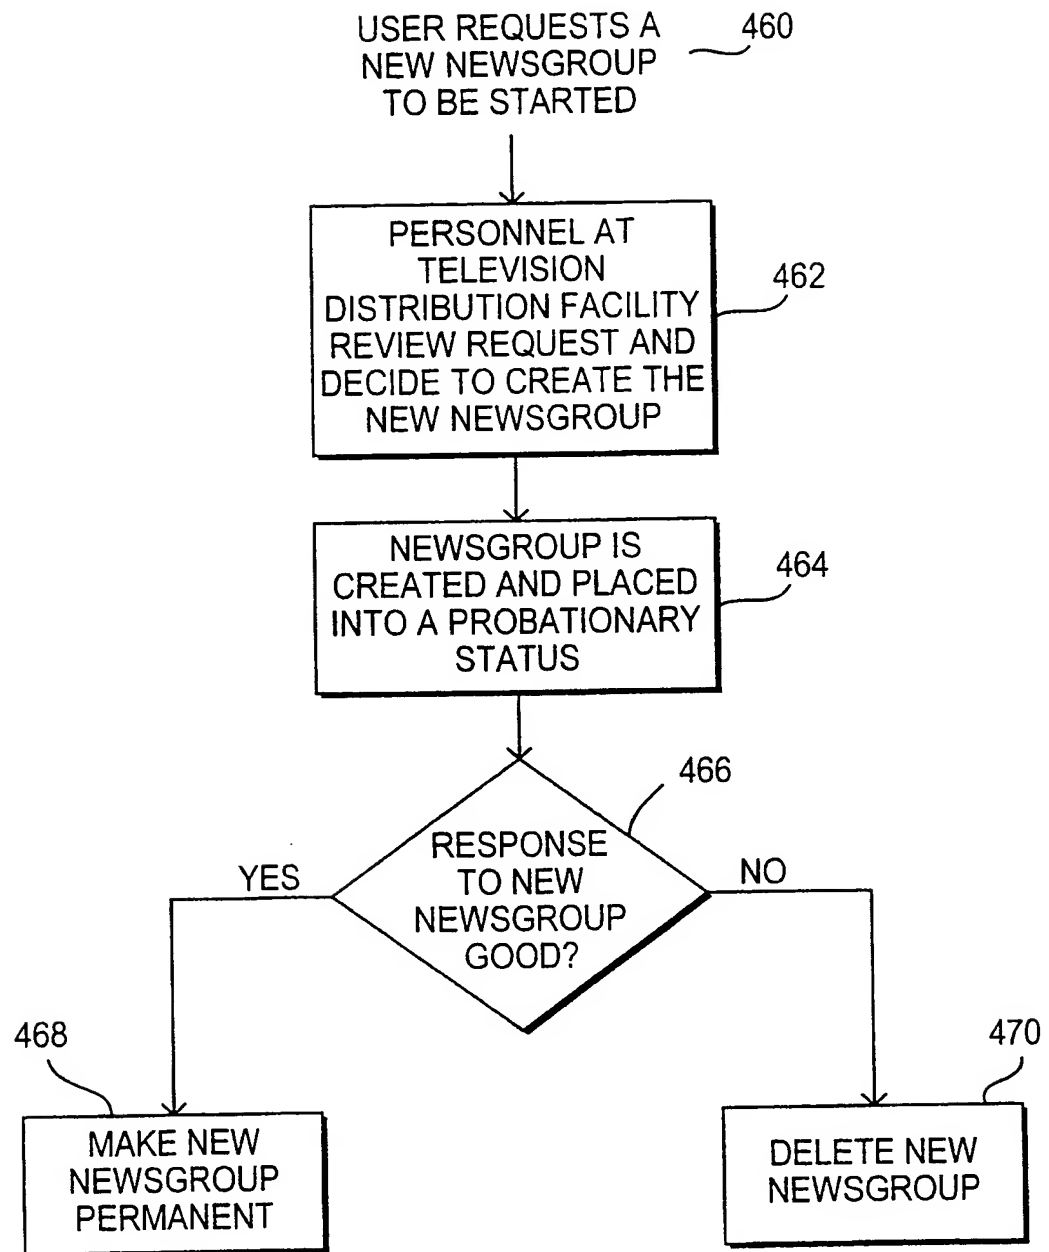 USER REQUESTS A
NEW NEWSGROUP
TO BE STARTED
460
PERSONNEL AT
TELEVISION
DISTRIBUTION FACILITY
REVIEW REQUEST AND
DECIDE TO CREATE THE
NEW NEWSGROUP
462
NEWSGROUP IS
CREATED AND PLACED
INTO A PROBATIONARY
STATUS
464
466
RESPONSE
TO NEW
NEWSGROUP
GOOD?
YES
NO
468
MAKE NEW
NEWSGROUP
PERMANENT
470
DELETE NEW
NEWSGROUP